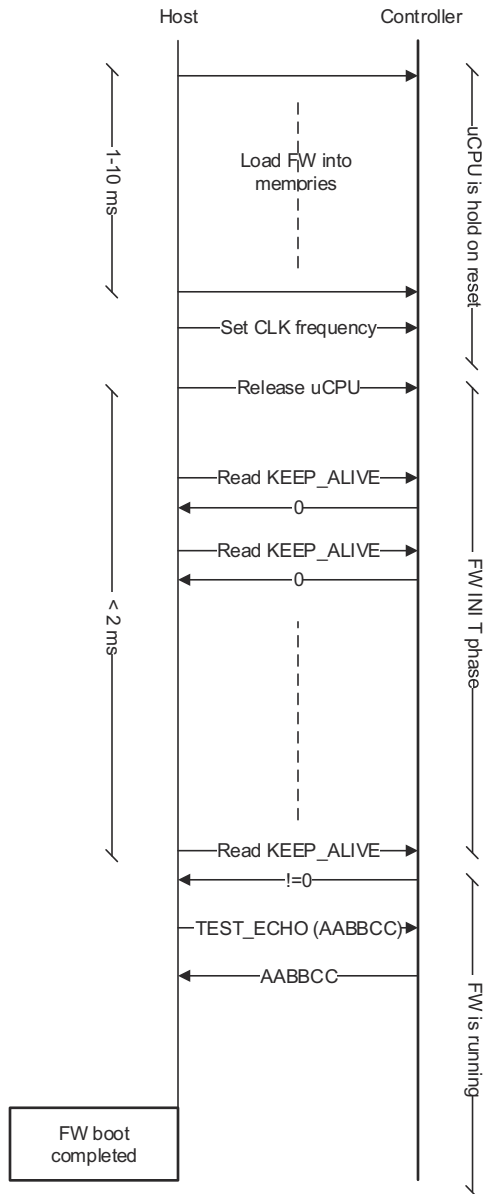 Host
Controller
1-10 ms
Load FW into
memories
uCPU is hold on reset
Set CLK frequency
Release uCPU
Read KEEP_ALIVE
0
Read KEEP_ALIVE
0
< 2 ms
FW INI T phase
Read KEEP_ALIVE
!=0
TEST_ECHO (AABBCC)
AABBCC
FW is running
FW boot
completed